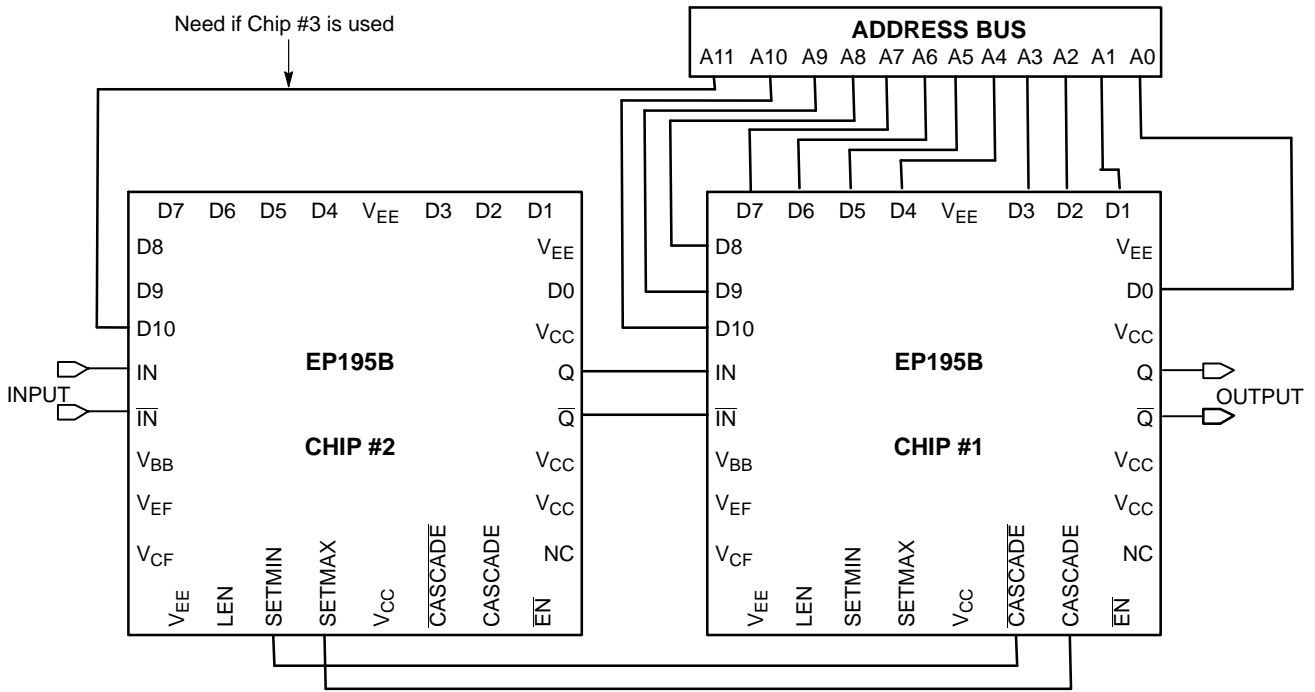 Need if Chip #3 is used
ADDRESS BUS
A11 A10 A9 A8 A7 A6 A5 A4 A3 A2 A1 A0
D7 D6 D5 D4 VEE D3 D2 D1
D8 VEE
D9 D0
D10 VCC
IN EP195B Q
INPUT
IN Q
CHIP #2
VBB VCC
VEF VCC
VCF NC
VEE LEN SETMIN SETMAX VCC CASCADE CASCADE EN
D7 D6 D5 D4 VEE D3 D2 D1
D8 VEE
D9 D0
D10 VCC
IN EP195B Q
OUTPUT
IN Q
CHIP #1
VBB VCC
VEF VCC
VCF NC
VEE LEN SETMIN SETMAX VCC CASCADE CASCADE EN